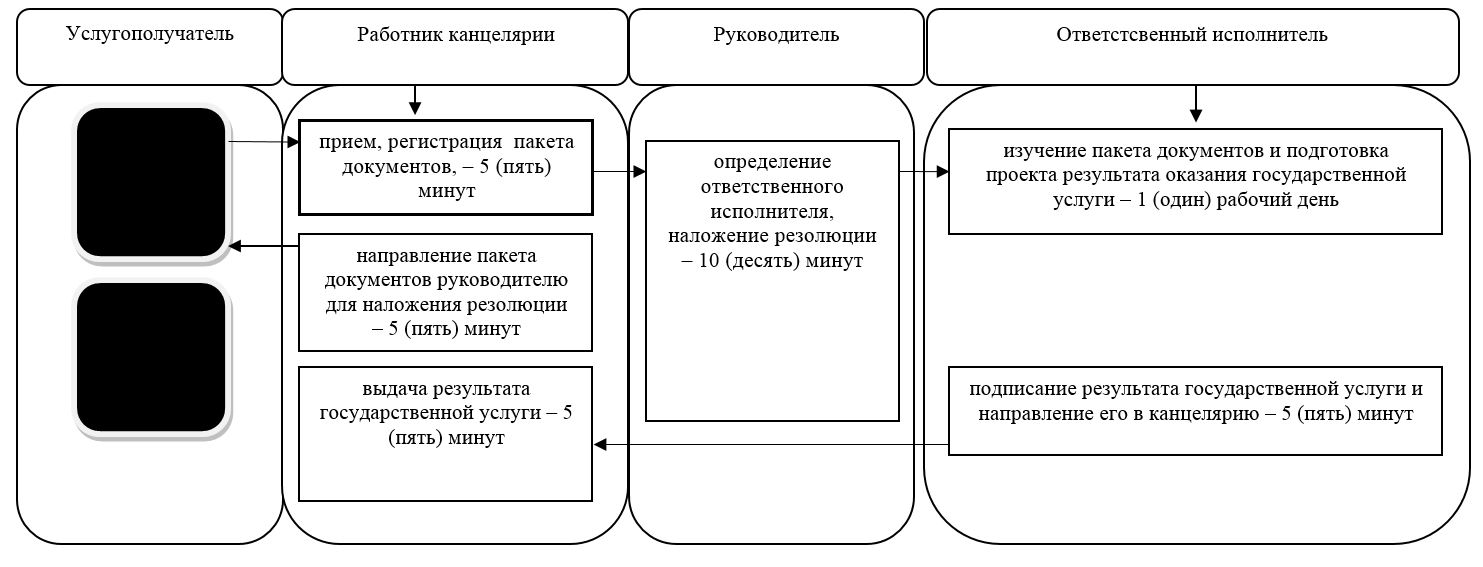 Услугополучатель
Работник канцелярии
Руководитель
Ответстсвенный исполнитель
прием, регистрация пакета
документов, – 5 (пять)
минут
направление пакета
документов руководителю
для наложения резолюции
– 5 (пять) минут
выдача результата
государственной услуги – 5
(пять) минут
определение
ответственного
исполнителя,
наложение резолюции
– 10 (десять) минут
изучение пакета документов и подготовка
проекта результата оказания государственной
услуги – 1 (один) рабочий день
подписание результата государственной услуги и
направление его в канцелярию – 5 (пять) минут